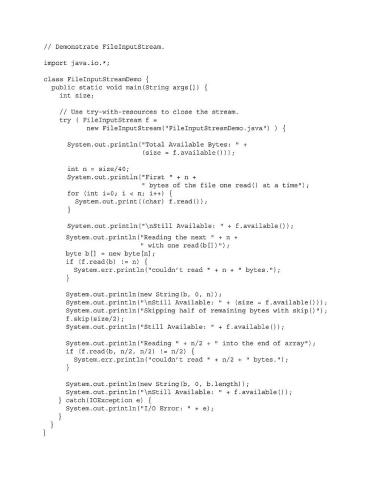 // Demonstrate FileInputStream.
import java.io.*;
class FileInputStreamDemo {
public static void main(String args[]) {
int size;
// Use try-with-resources to close the stream.
try ( FileInputStream f =
new FileInputStream("FileInputStreamDemo.java") ) {
System.out.println("Total Available Bytes: " +
(size = f.available()));
int n = size/40;
System.out.println("First " + n +
" bytes of the file one read() at a time");
for (int i=0; i < n; i++) {
System.out.print((char) f.read());
}
System.out.println("\nStill Available: " + f.available());
System.out.println("Reading the next " + n +
" with one read(b[])");
byte b[] = new byte[n];
if (f.read(b) != n) {
System.err.println("couldn't read " + n + " bytes.");
}
System.out.println(new String(b, 0, n));
System.out.println("\nStill Available: " + (size = f.available()));
System.out.println("Skipping half of remaining bytes with skip()");
f.skip(size/2);
System.out.println("Still Available: " + f.available());
System.out.println("Reading " + n/2 + " into the end of array");
if (f.read(b, n/2, n/2) != n/2) {
System.err.println("couldn't read " + n/2 + " bytes.");
}
System.out.println(new String(b, 0, b.length));
System.out.println("\nStill Available: " + f.available());
} catch(IOException e) {
System.out.println("I/O Error: " + e);
}
}
}